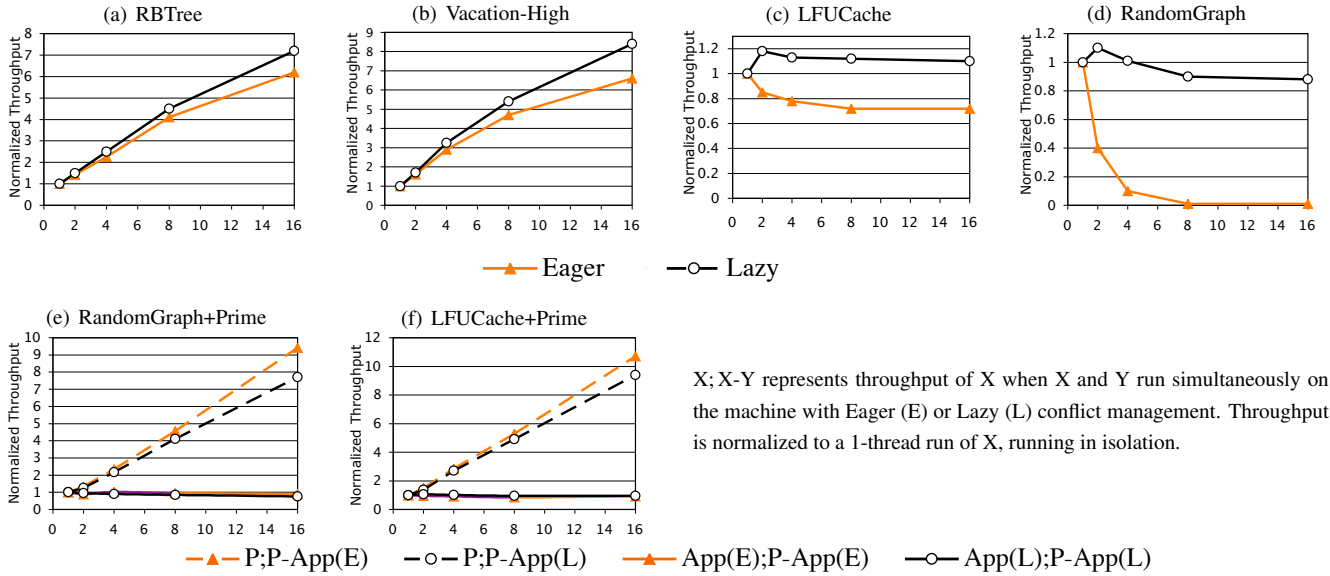 (a) RBTree
(b) Vacation-High
(c) LFUCache
(d) RandomGraph
Normalized Throughput
8
7
6
5
4
3
2
1
0
0 2 4 6 8 10 12 14 16
Normalized Throughput
9
8
7
6
5
4
3
2
1
0
0 2 4 6 8 10 12 14 16
Normalized Throughput
1.2
1
0.8
0.6
0.4
0.2
0
0 2 4 6 8 10 12 14 16
Normalized Throughput
1.2
1
0.8
0.6
0.4
0.2
0
0 2 4 6 8 10 12 14 16
Eager Lazy
(e) RandomGraph+Prime
(f) LFUCache+Prime
Normalized Throughput
10
9
8
7
6
5
4
3
2
1
0
0 2 4 6 8 10 12 14 16
Normalized Throughput
12
10
8
6
4
2
0
0 2 4 6 8 10 12 14 16
X; X-Y represents throughput of X when X and Y run simultaneously on
the machine with Eager (E) or Lazy (L) conflict management. Throughput
is normalized to a 1-thread run of X, running in isolation.
P;P-App(E) P;P-App(L) App(E);P-App(E) App(L);P-App(L)